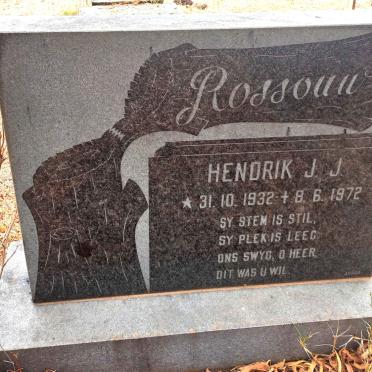 Rossouw
HENDRIK J. J.
★ 31. 10. 1932 - ✝ 8. 6. 1972
SY STEM IS STIL,
SY PLEK IS LEEG
ONS SWYG, O HEER,
DIT WAS U WIL.